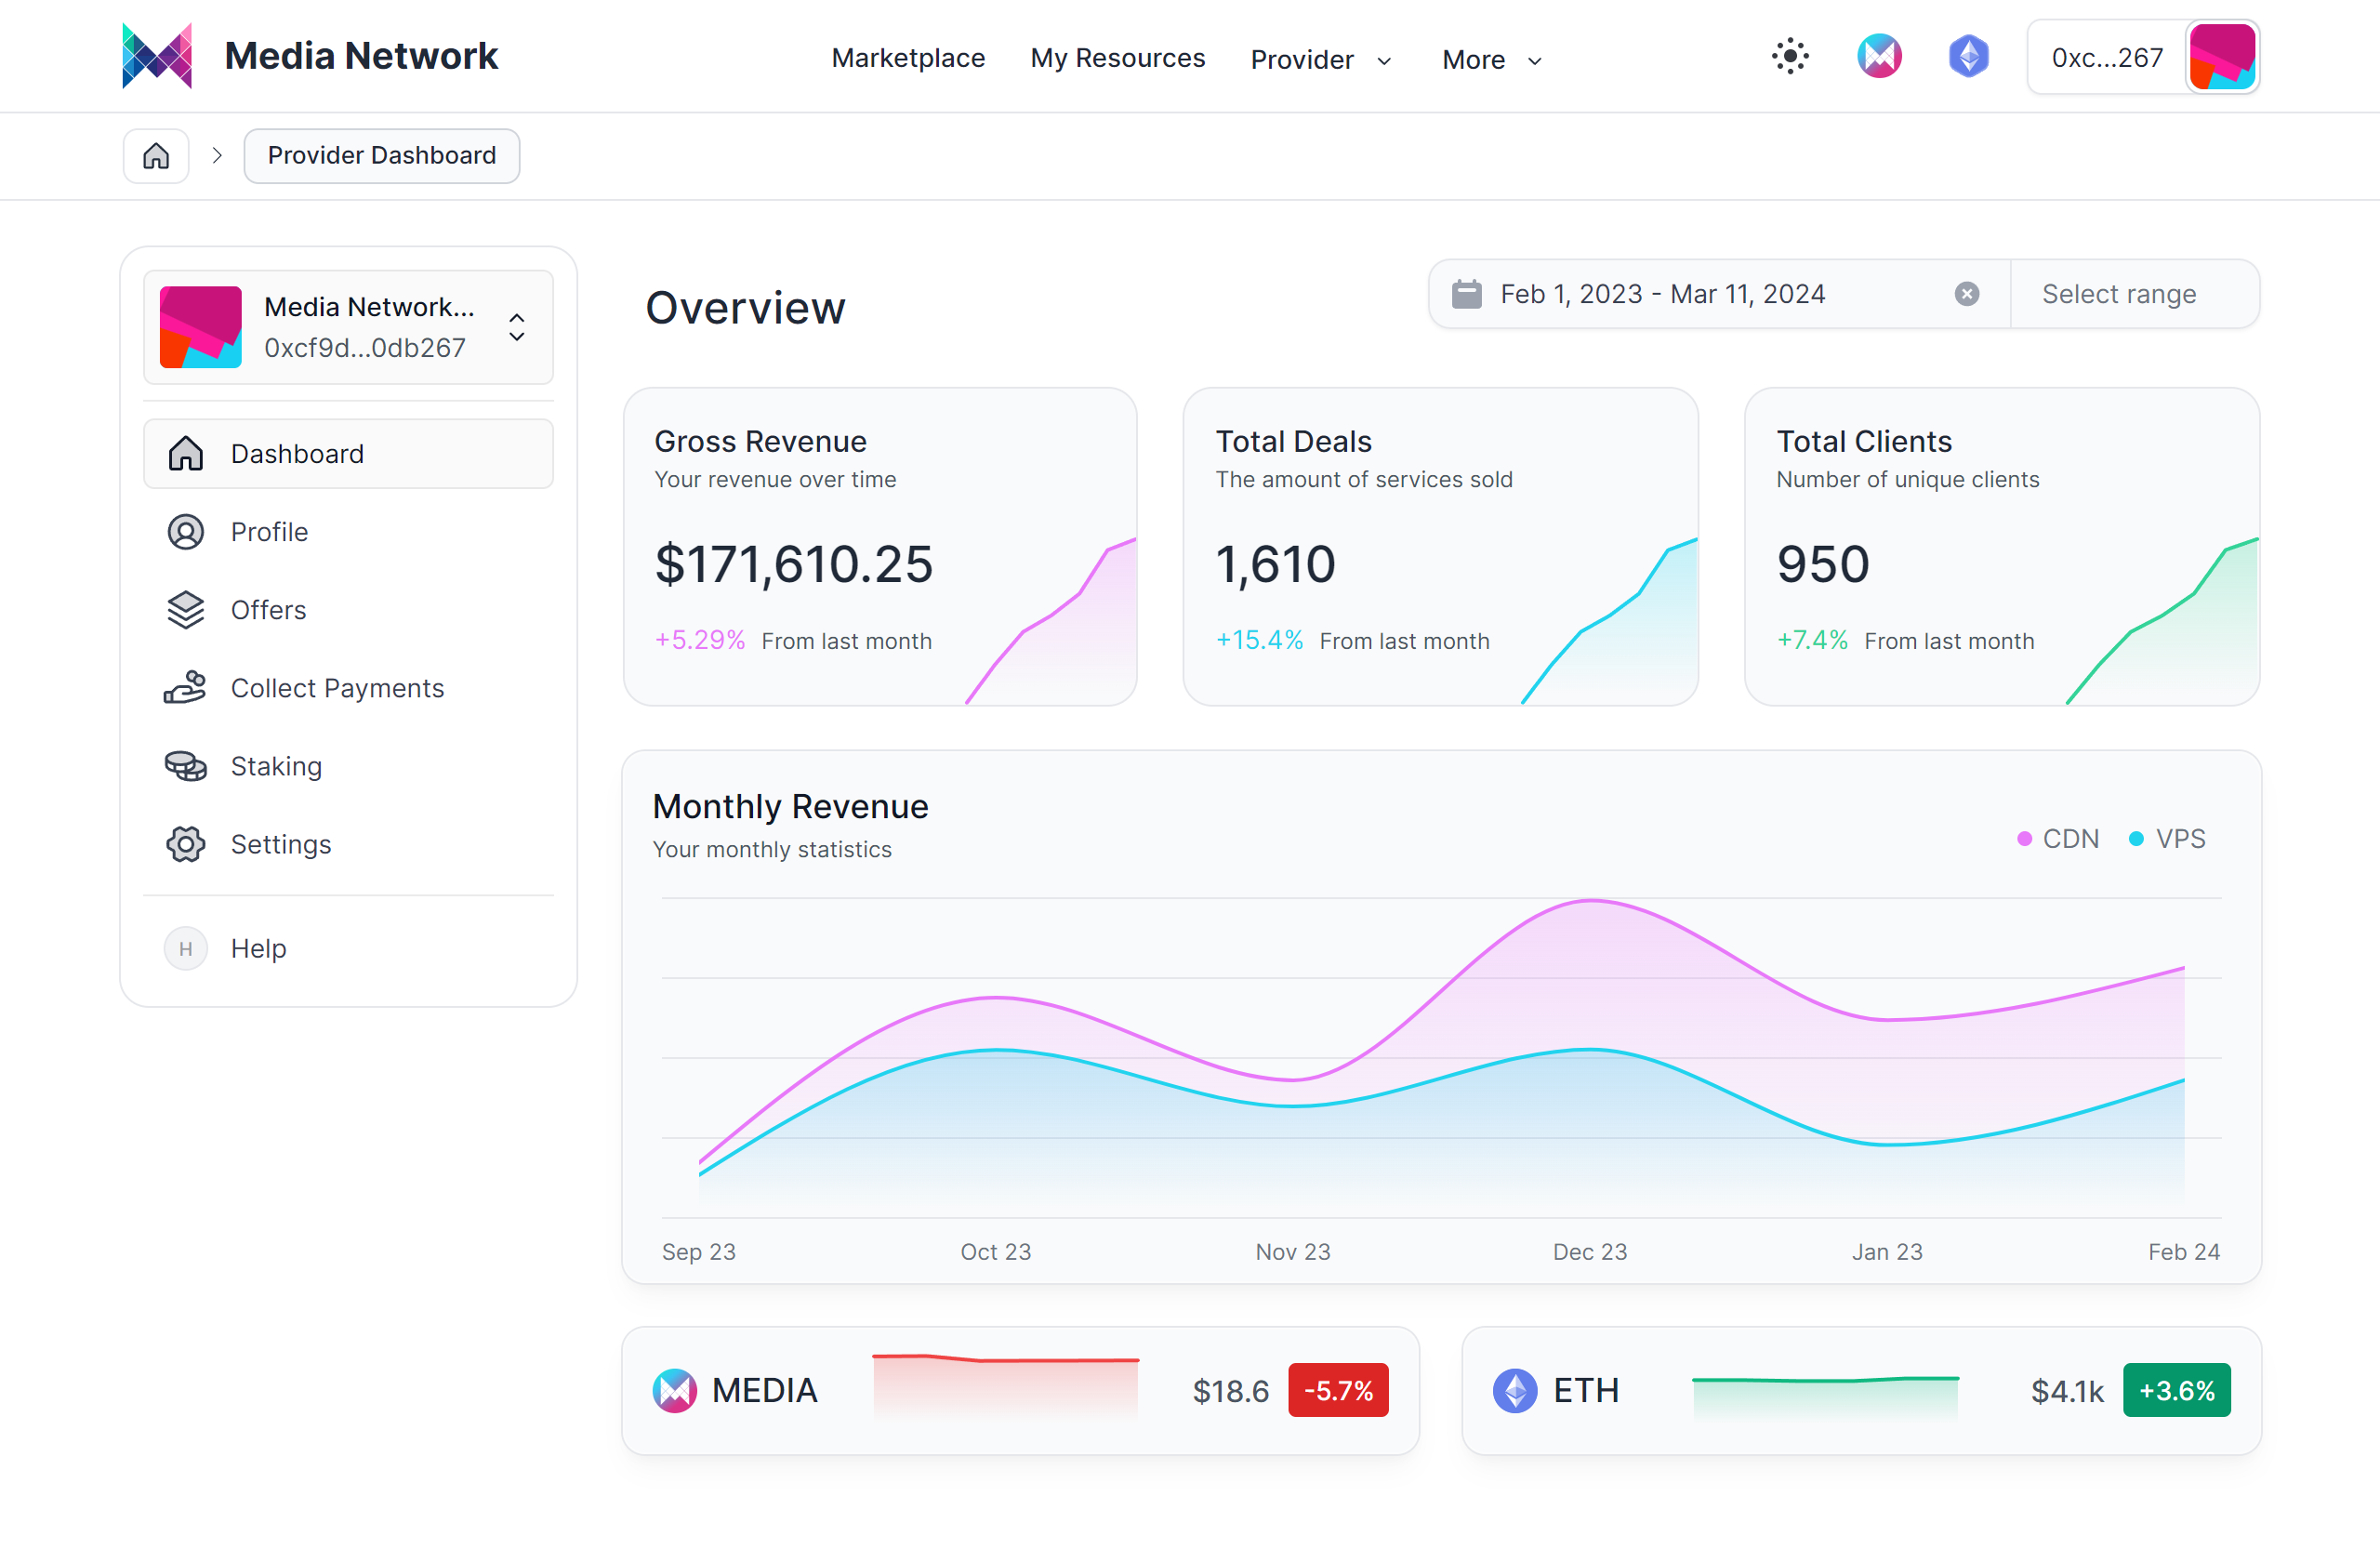 Media Network
Marketplace
My Resources
Provider
More
0xc...267
Provider Dashboard
Media Network...
0xcf9d...0db267
Dashboard
Profile
Offers
Collect Payments
Staking
Settings
H
Help
Overview
Feb 1, 2023 - Mar 11, 2024
Select range
Gross Revenue
Your revenue over time
$171,610.25
+5.29% From last month
Total Deals
The amount of services sold
1,610
+15.4% From last month
Total Clients
Number of unique clients
950
+7.4% From last month
Monthly Revenue
Your monthly statistics
CDN
VPS
Sep 23
Oct 23
Nov 23
Dec 23
Jan 23
Feb 24
MEDIA
$18.6
-5.7%
ETH
$4.1k
+3.6%